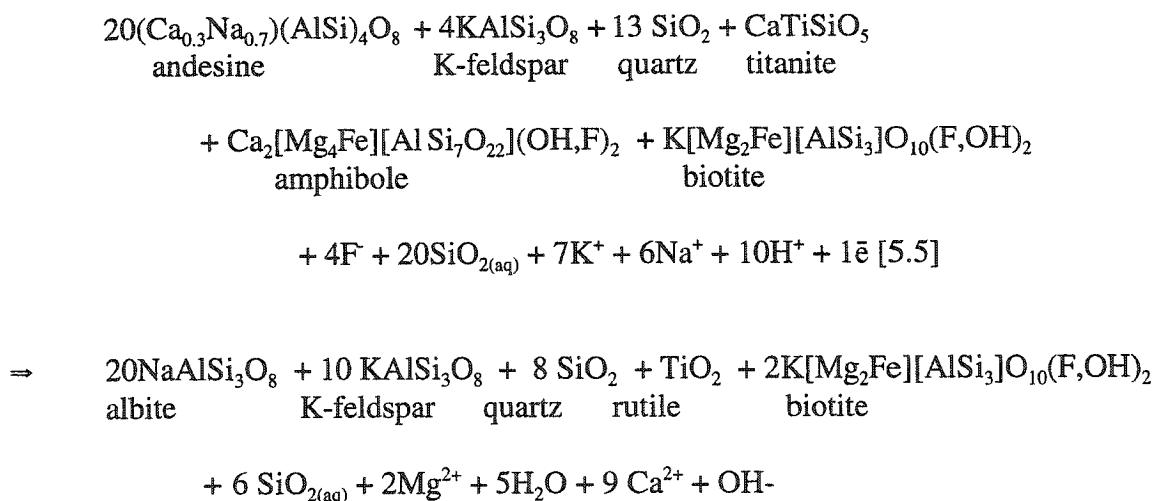 20(Ca₀.₃Na₀.₇)(AlSi)₄O₈ + 4KAlSi₃O₈ + 13 SiO₂ + CaTiSiO₅
andesine K-feldspar quartz titanite
+ Ca₂[Mg₄Fe][Al Si₇O₂₂](OH,F)₂ + K[Mg₂Fe][AlSi₃]O₁₀(F,OH)₂
amphibole biotite
+ 4F⁻ + 20SiO₂₍ₐq₎ + 7K⁺ + 6Na⁺ + 10H⁺ + 1ē [5.5]
⇒ 20NaAlSi₃O₈ + 10 KAlSi₃O₈ + 8 SiO₂ + TiO₂ + 2K[Mg₂Fe][AlSi₃]O₁₀(F,OH)₂
albite K-feldspar quartz rutile biotite
+ 6 SiO₂₍ₐq₎ + 2Mg²⁺ + 5H₂O + 9 Ca²⁺ + OH-